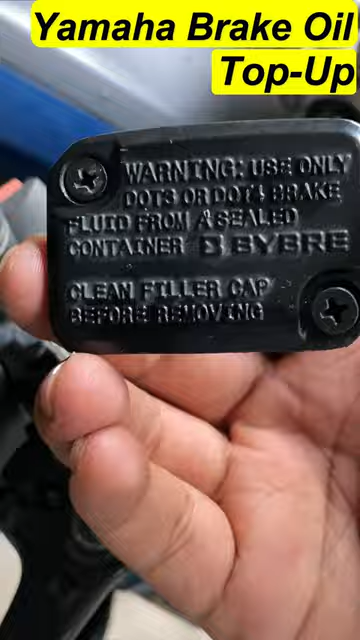 Yamaha Brake Oil
Top-Up
WARNING: USE ONLY
DOT3 OR DOT4 BRAKE
FLUID FROM A SEALED
CONTAINER BYBRE
CLEAN FILLER CAP
BEFORE REMOVING